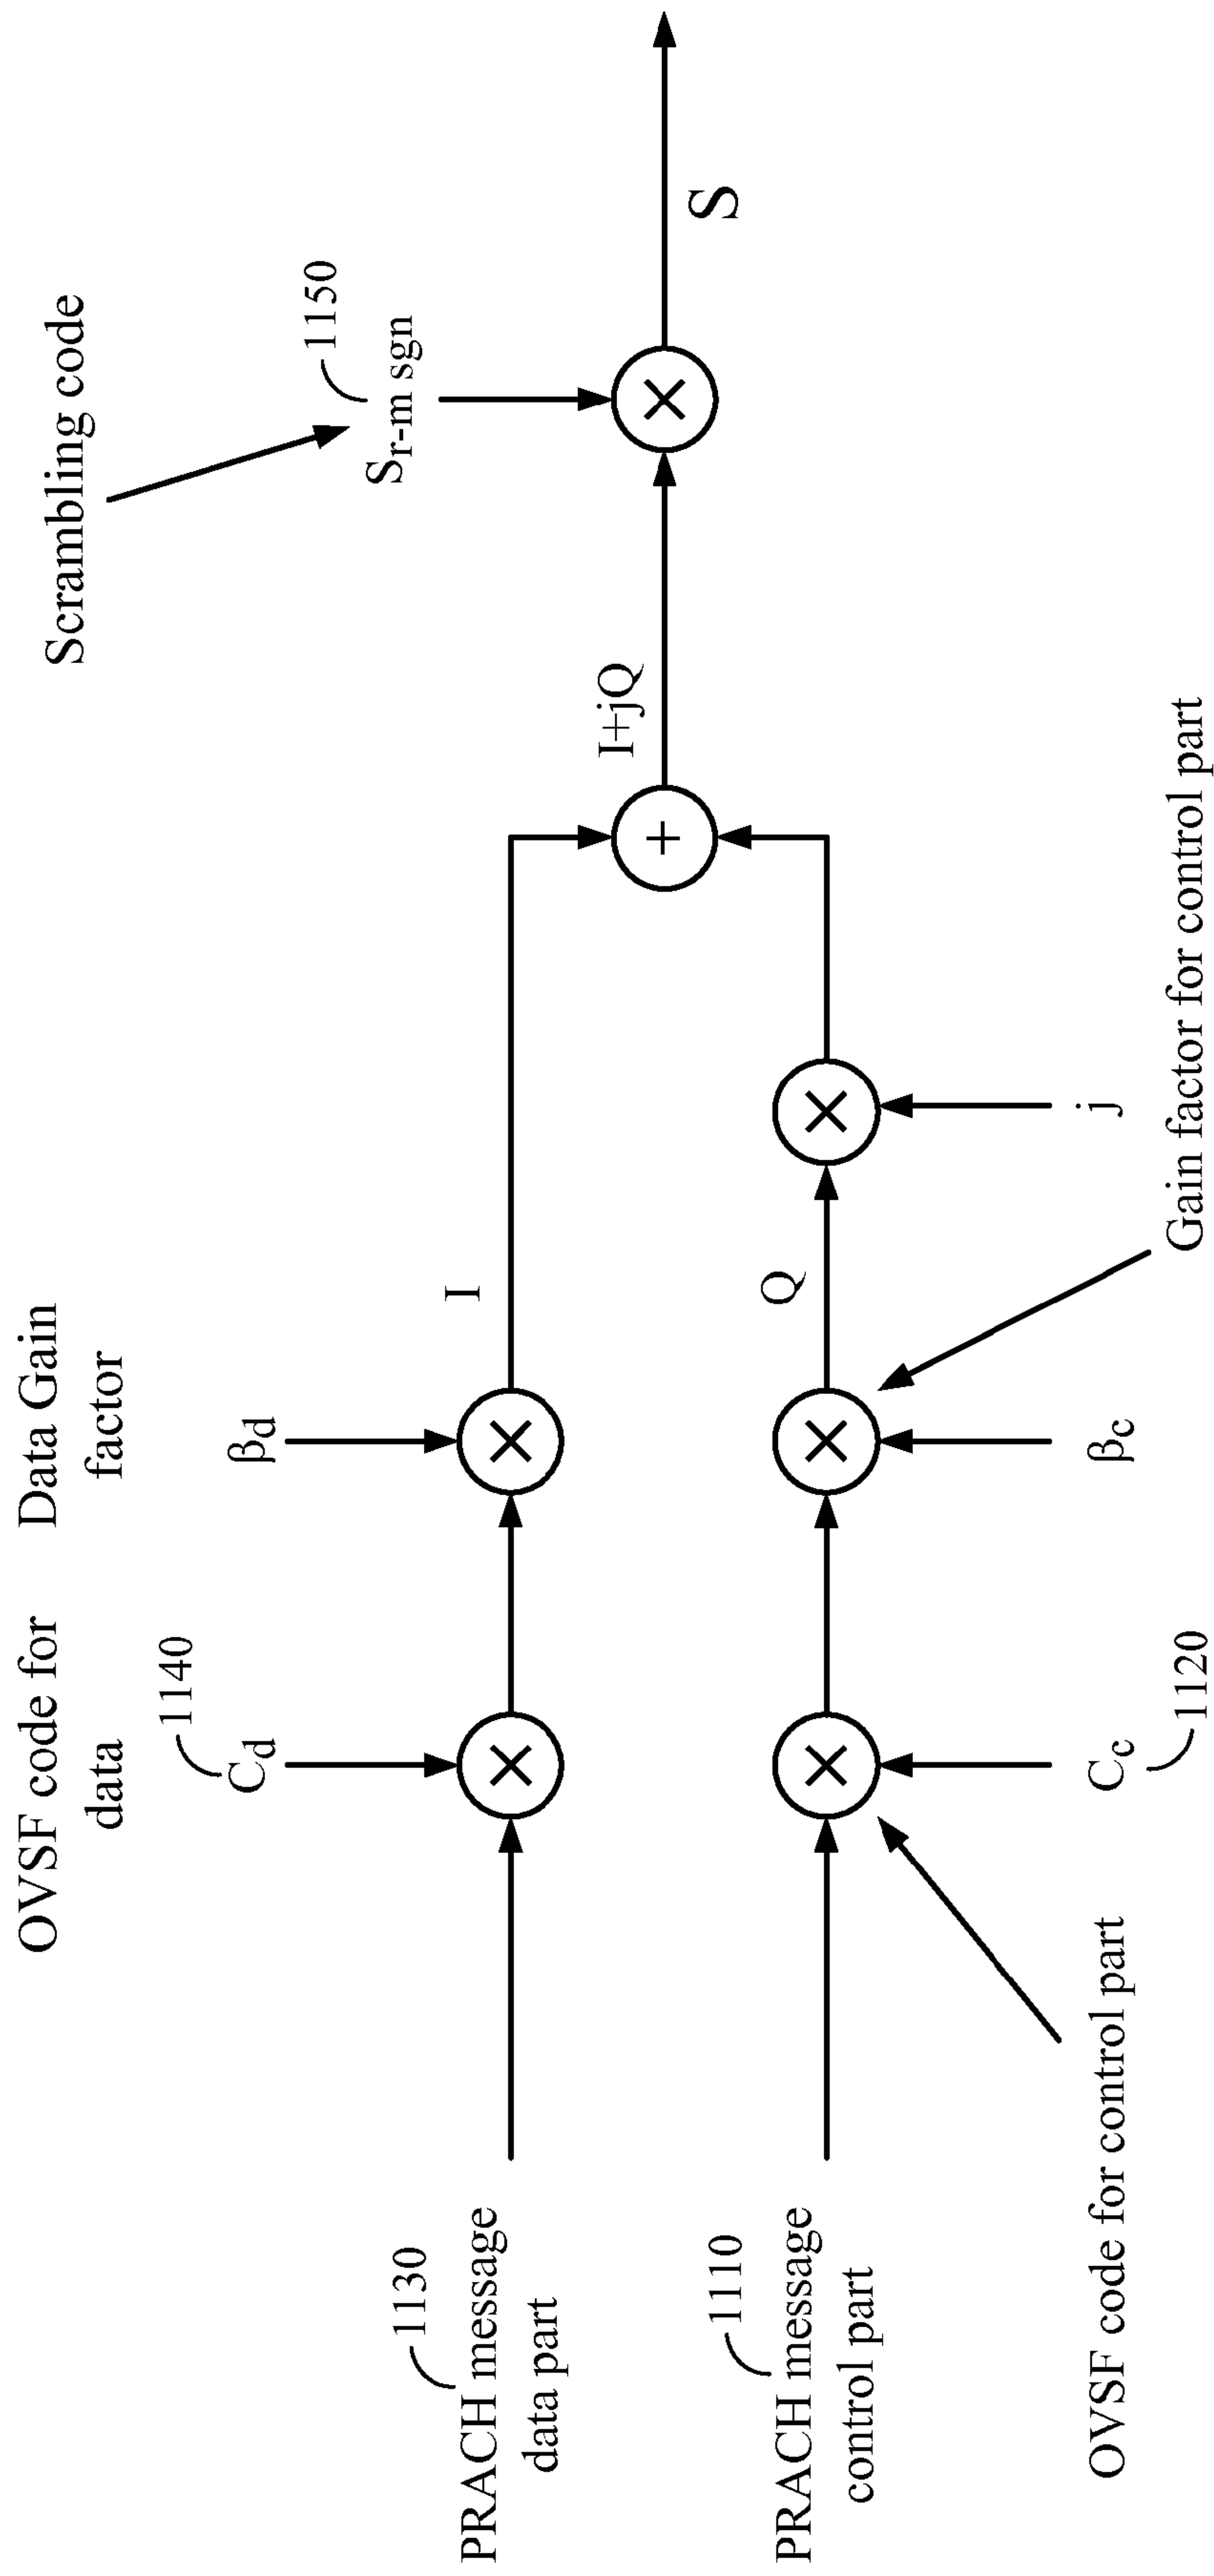 OVSF code for
data
Data Gain
factor
Scrambling code
1140
1150
C_d
β_d
S_r-m sgn
1130
PRACH message
data part
I
I+jQ
S
1110
PRACH message
control part
Q
C_c
β_c
j
1120
OVSF code for control part
Gain factor for control part